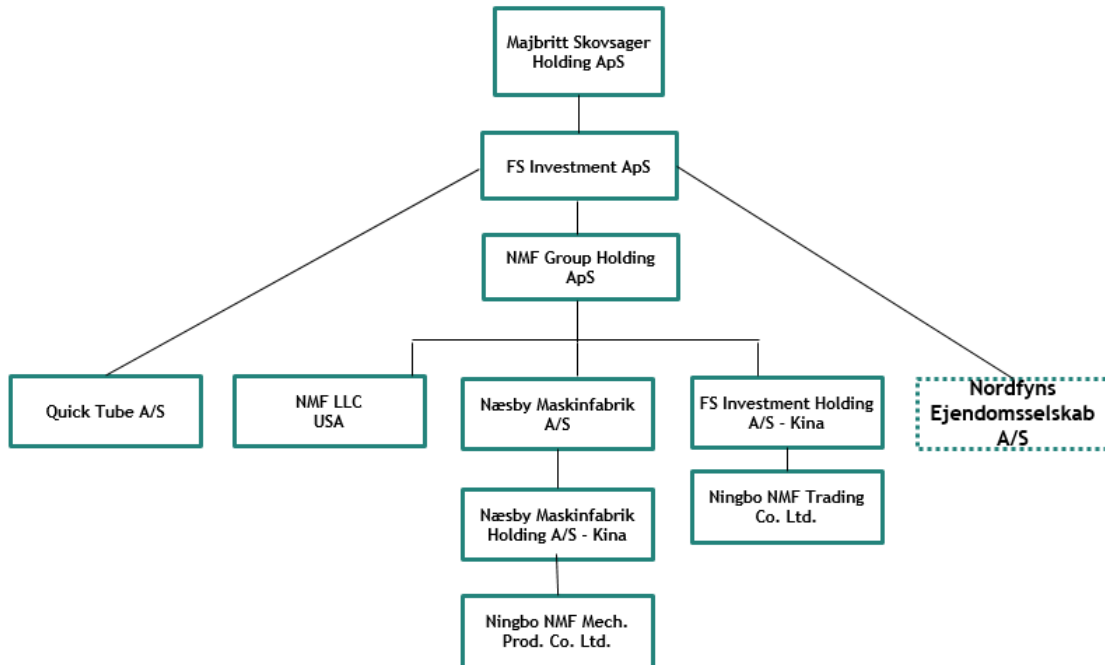 Majbritt Skovsager
Holding ApS
FS Investment ApS
NMF Group Holding
ApS
Quick Tube A/S
NMF LLC
USA
Næsby Maskinfabrik
A/S
FS Investment Holding
A/S - Kina
Nordfyns
Ejendomsselskab
A/S
Næsby Maskinfabrik
Holding A/S - Kina
Ningbo NMF Trading
Co. Ltd.
Ningbo NMF Mech.
Prod. Co. Ltd.